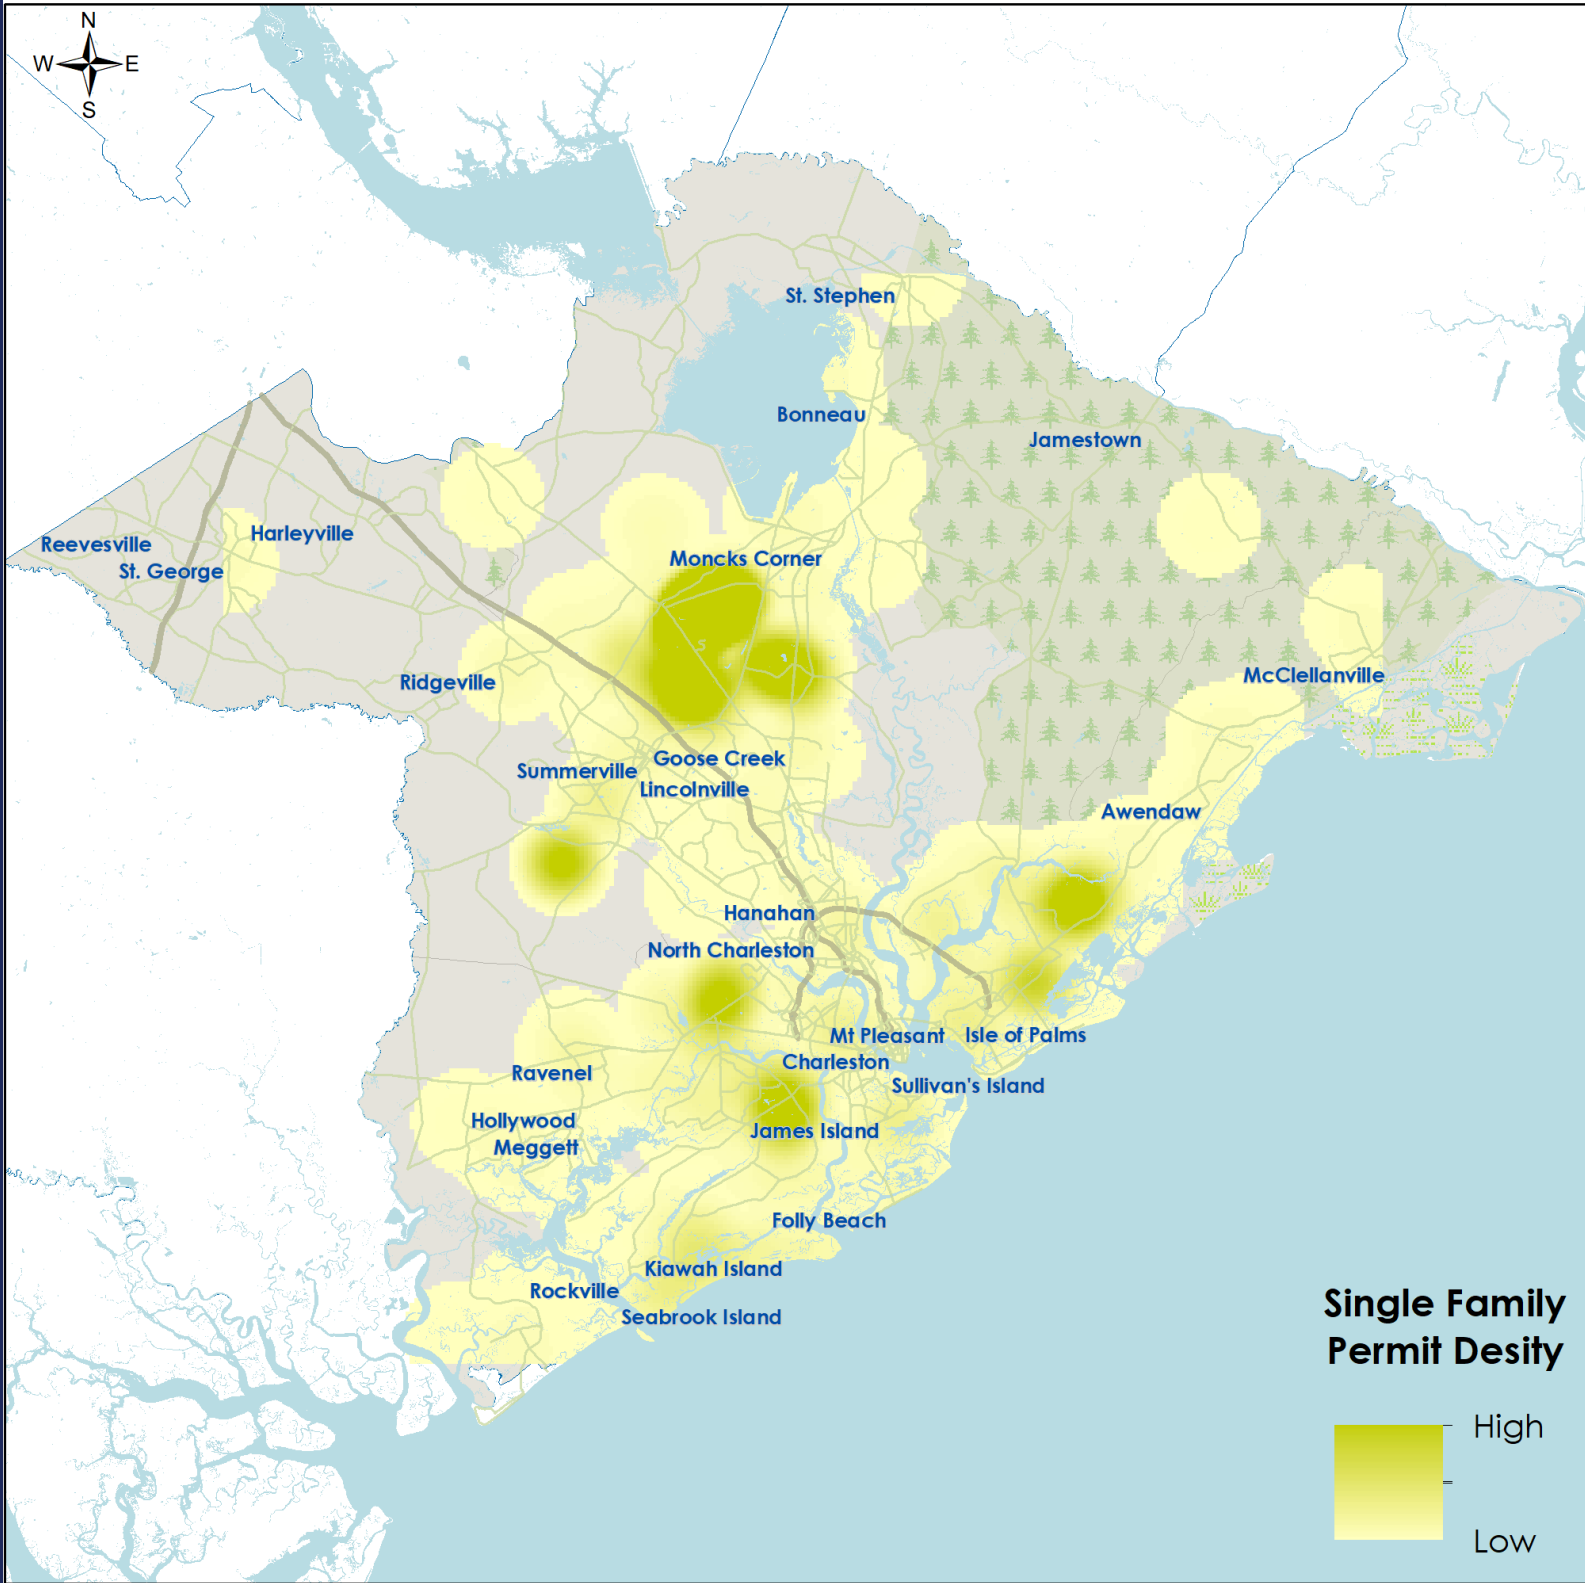 N
W E
S
St. Stephen
Bonneau
Jamestown
Harleyville
Reevesville
St. George
Moncks Corner
Ridgeville
McClellanville
Goose Creek
Summerville
Lincolnville
Awendaw
Hanahan
North Charleston
Mt Pleasant
Isle of Palms
Charleston
Ravenel
Sullivan's Island
Hollywood
James Island
Meggett
Folly Beach
Kiawah Island
Rockville
Seabrook Island
Single Family
Permit Desity
High
Low